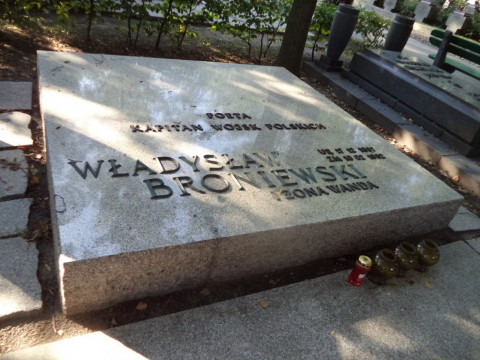 POETA
KAPITAN WOJSK POLSKICH
WŁADYSŁAW
BRONIEWSKI
ŻONA WANDA